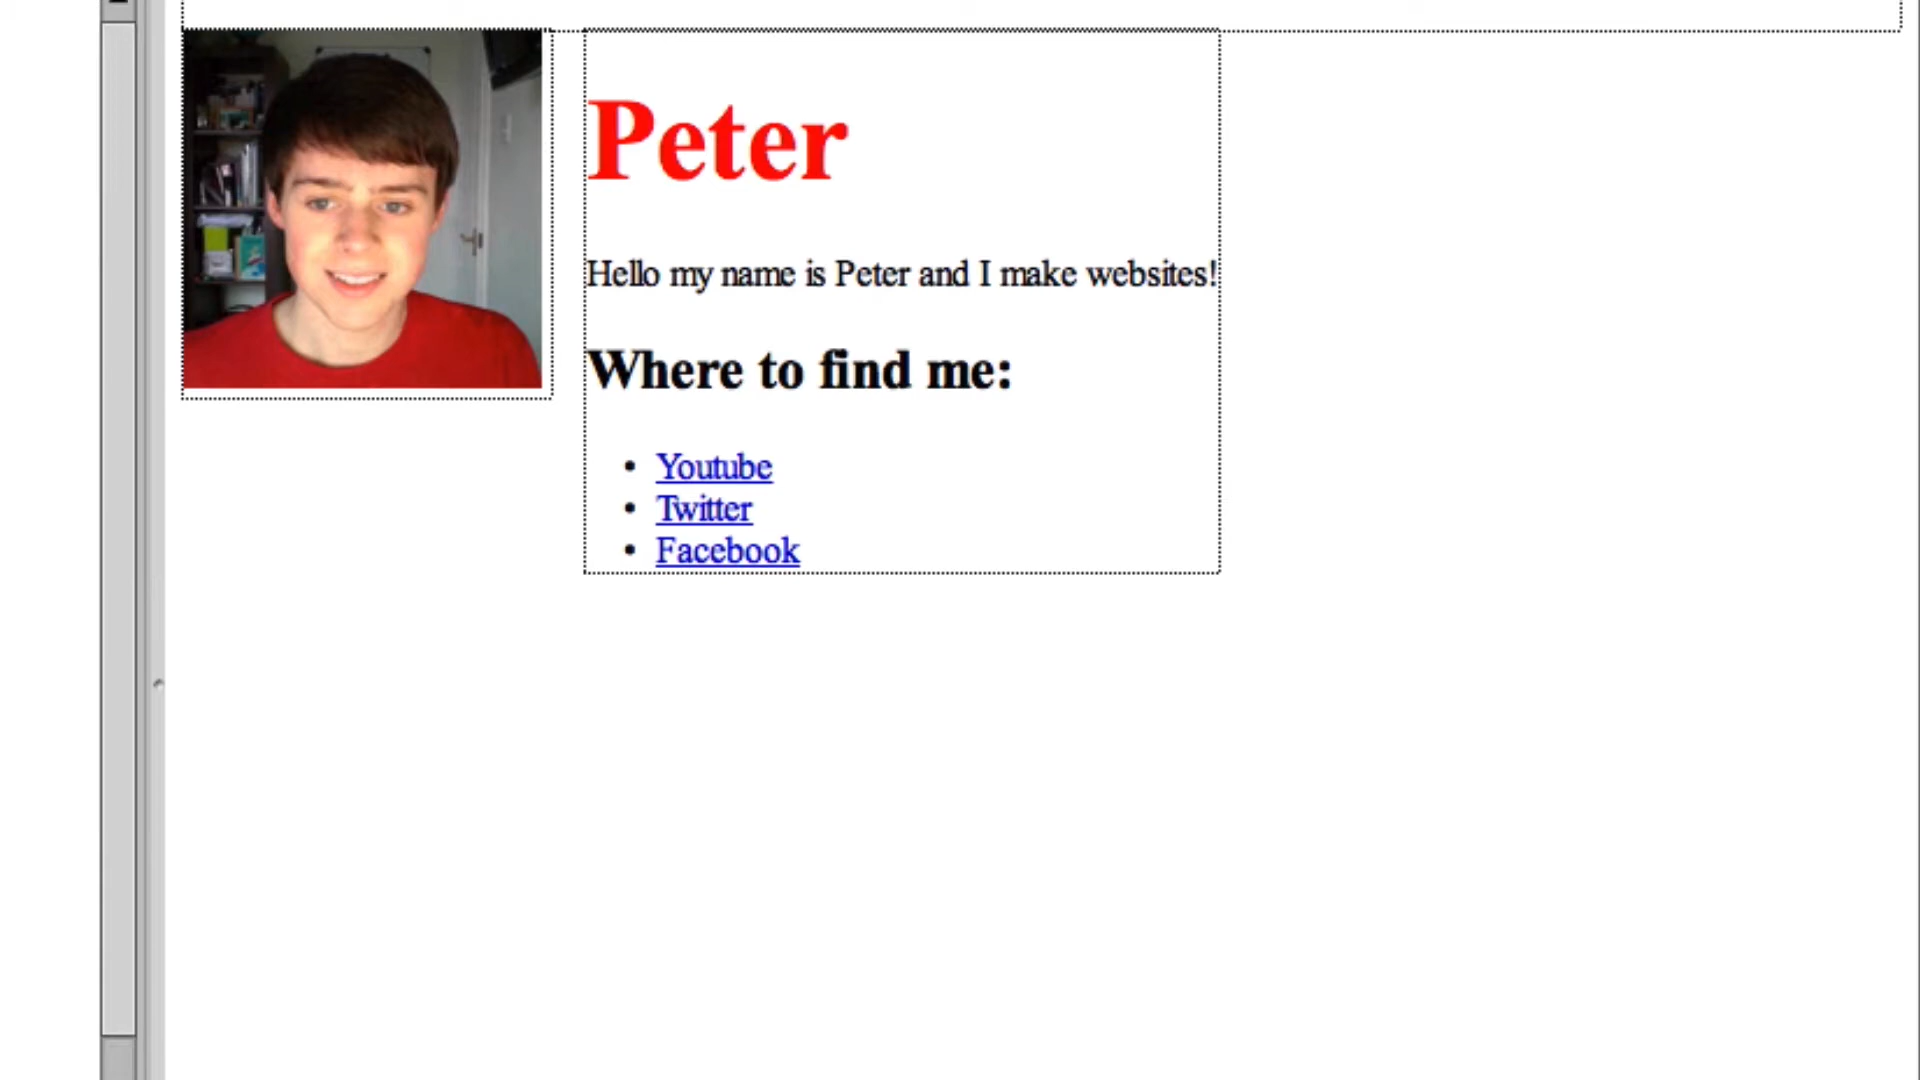 Peter
Hello my name is Peter and I make websites!
Where to find me:
Youtube
Twitter
Facebook